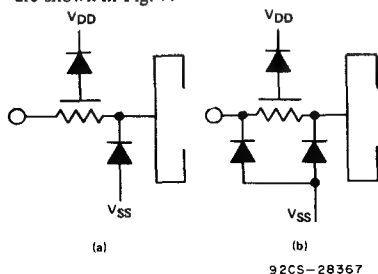 are shown in Fig. 7.
VDD VDD
VSS VSS
(a) (b)
92CS-28367